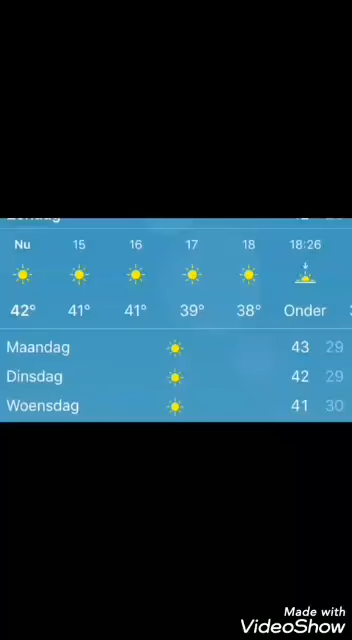 Nu 15 16 17 18 18:26
42° 41° 41° 39° 38° Onder
Maandag 43 29
Dinsdag 42 29
Woensdag 41 30
Made with
VideoShow